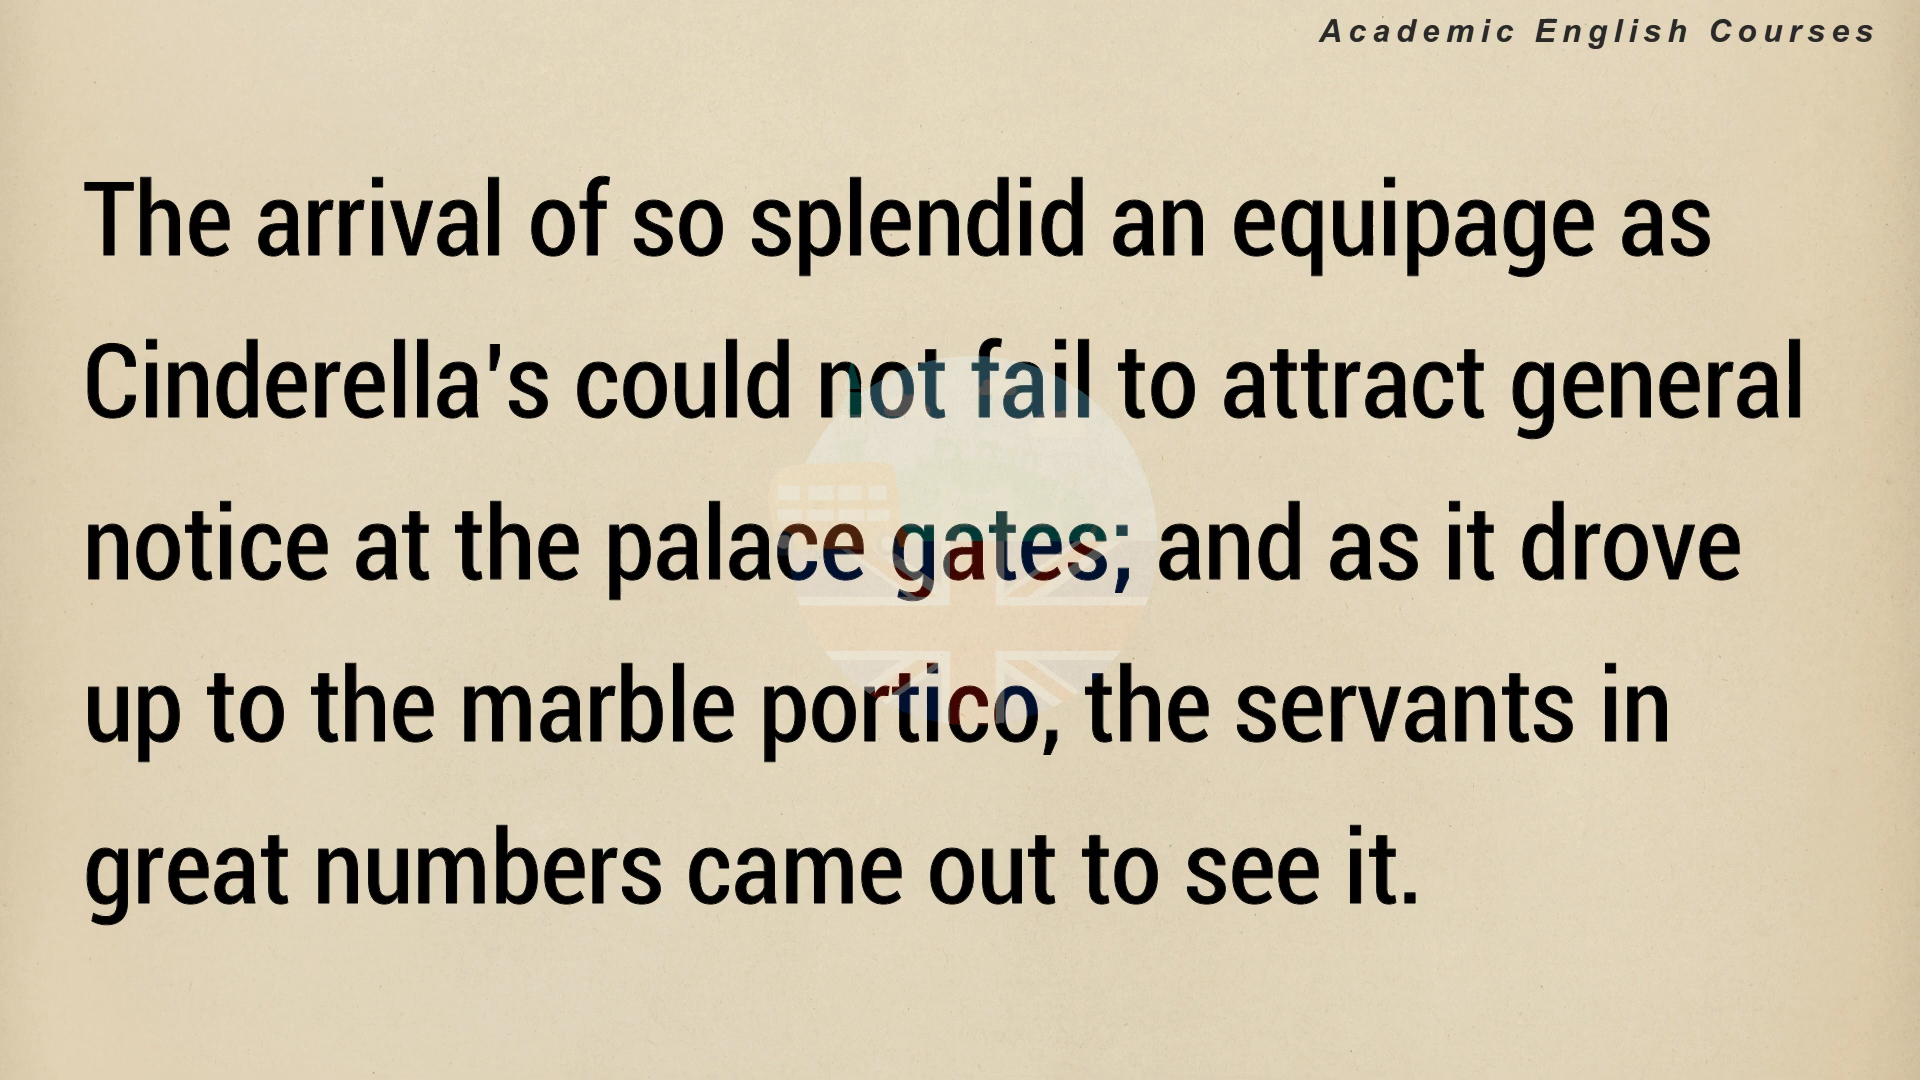 Academic English Courses
The arrival of so splendid an equipage as
Cinderella's could not fail to attract general
notice at the palace gates; and as it drove
up to the marble portico, the servants in
great numbers came out to see it.